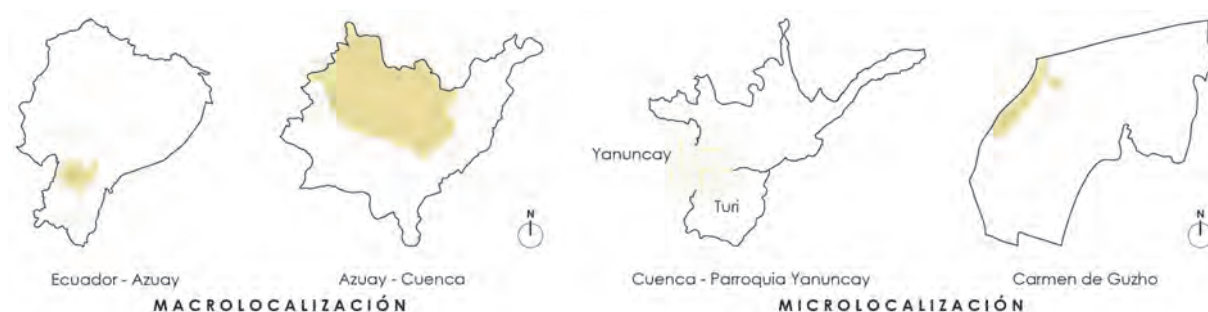 Yanuncay
Turi
N
N
Ecuador - Azuay
Azuay - Cuenca
Cuenca - Parroquia Yanuncay
Carmen de Guzho
MACROLOCALIZACIÓN
MICROLOCALIZACIÓN